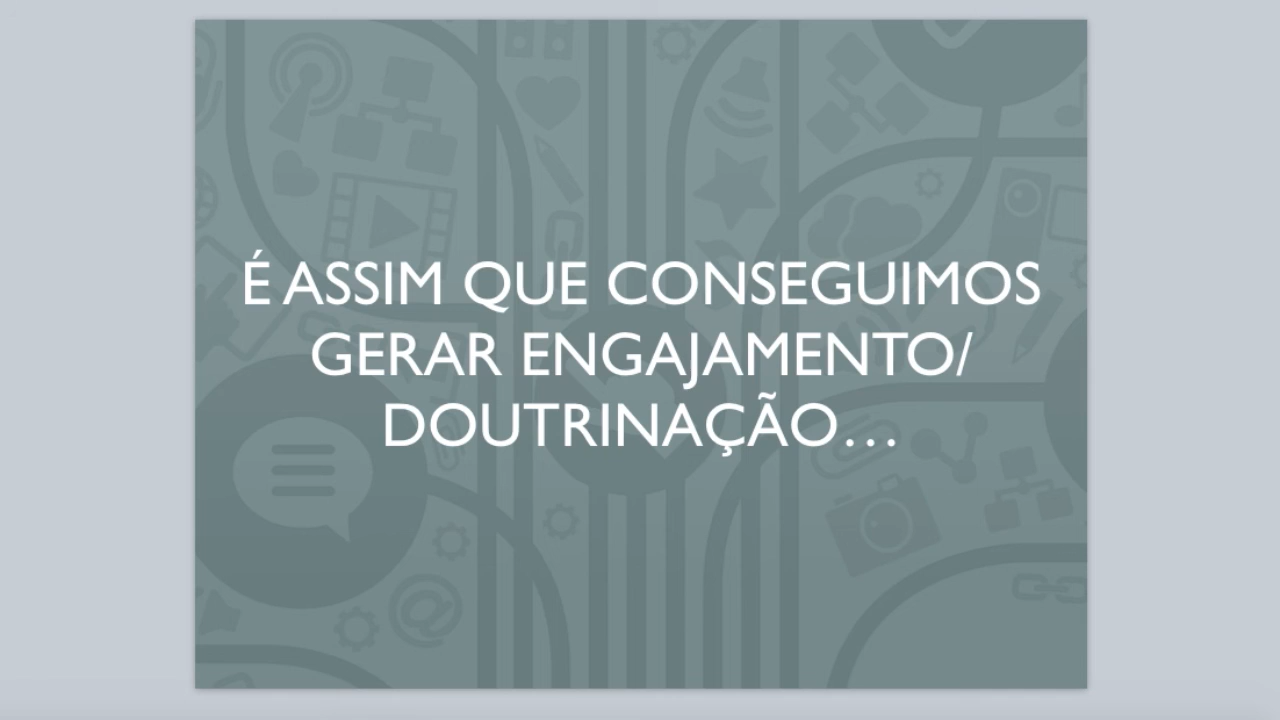 É ASSIM QUE CONSEGUIMOS
GERAR ENGAJAMENTO/
DOUTRINAÇÃO...